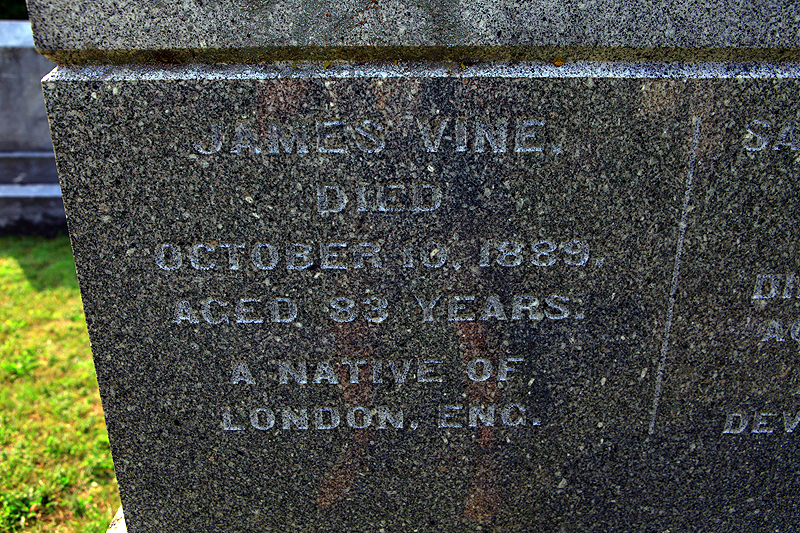 JAMES VINE.
DIED
OCTOBER 10, 1889.
AGED 83 YEARS.
A NATIVE OF
LONDON, ENG.